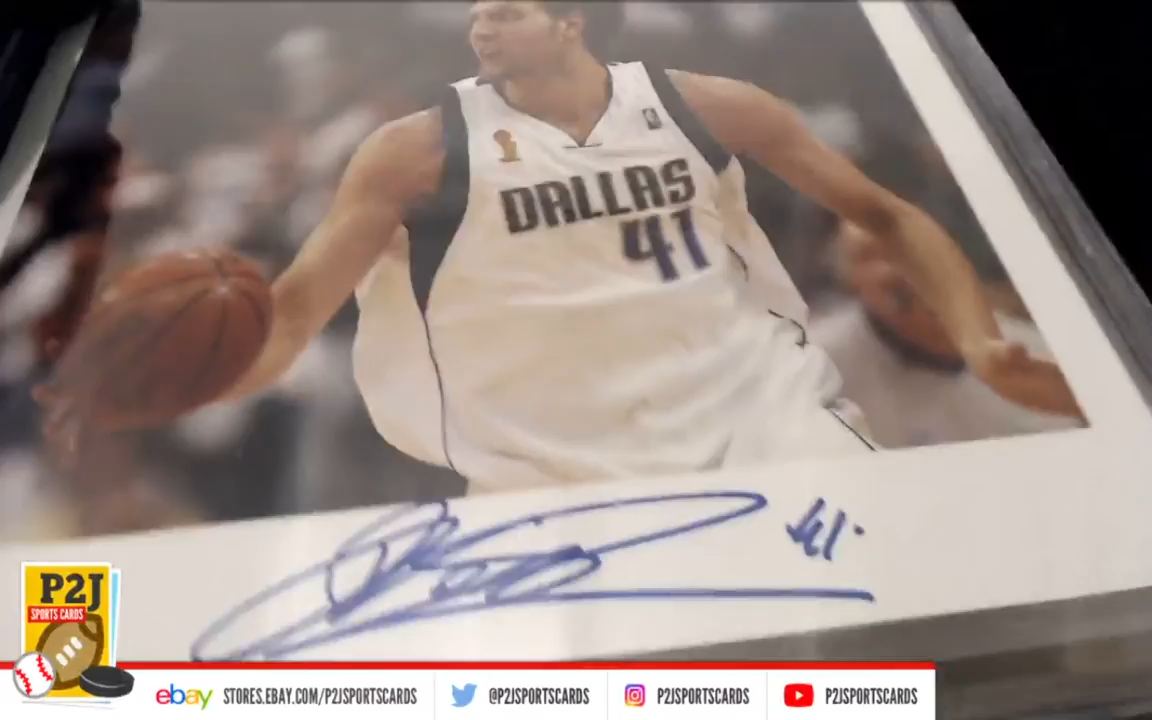 DALLAS
41
41
P2J
SPORTS CARDS
ebay STORES.EBAY.COM/P2JSPORTSCARDS @P2JSPORTSCARDS P2JSPORTSCARDS P2JSPORTSCARDS